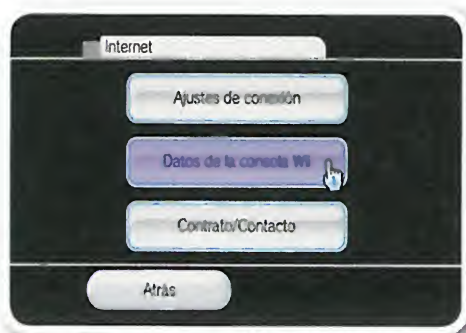 Internet
Ajustes de conexión
Datos de la consola Wii
Contrato/Contacto
Atrás